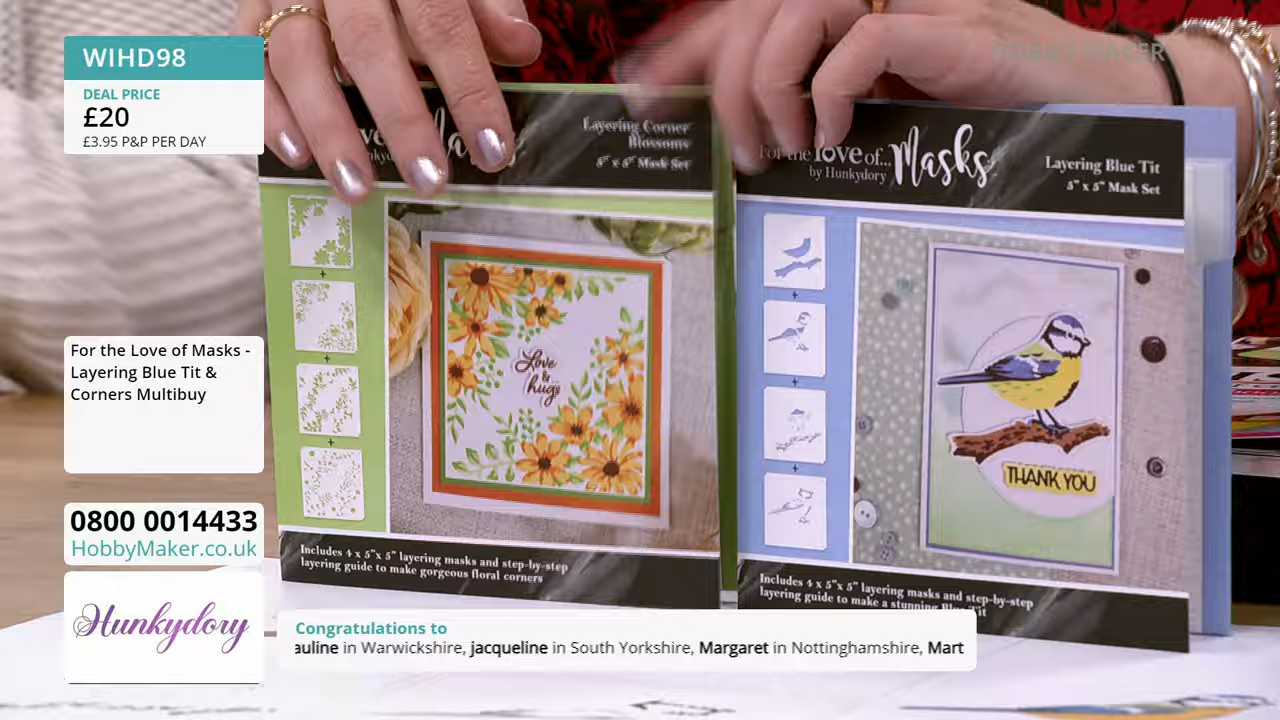 WIHD98
DEAL PRICE
£20
£3.95 P&P PER DAY
For the Love of Masks -
Layering Blue Tit &
Corners Multibuy
0800 0014433
HobbyMaker.co.uk
Hunkydory
Layering Corner
Blossoms
5" x 5" Mask Set
Love
&
hugs
Includes 4 x 5"x 5" layering masks and step-by-step
layering guide to make gorgeous floral corners
For the love of... Masks
by Hunkydory
Layering Blue Tit
5" x 5" Mask Set
THANK YOU
Includes 4 x 5"x 5" layering masks and step-by-step
layering guide to make a stunning
Congratulations to
auline in Warwickshire, jacqueline in South Yorkshire, Margaret in Nottinghamshire, Mart